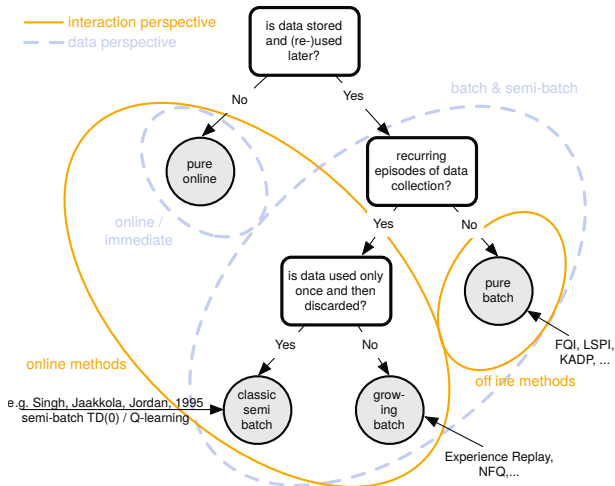 interaction perspective
data perspective
is data stored
and (re-)used
later?
batch & semi-batch
No
Yes
pure
online
recurring
episodes of data
collection?
online /
immediate
Yes
No
is data used only
once and then
discarded?
pure
batch
FQI, LSPI,
KADP, ...
online methods
Yes
No
off ine methods
e.g. Singh, Jaakkola, Jordan, 1995
semi-batch TD(0) / Q-learning
classic
semi
batch
grow-
ing
batch
Experience Replay,
NFQ,...